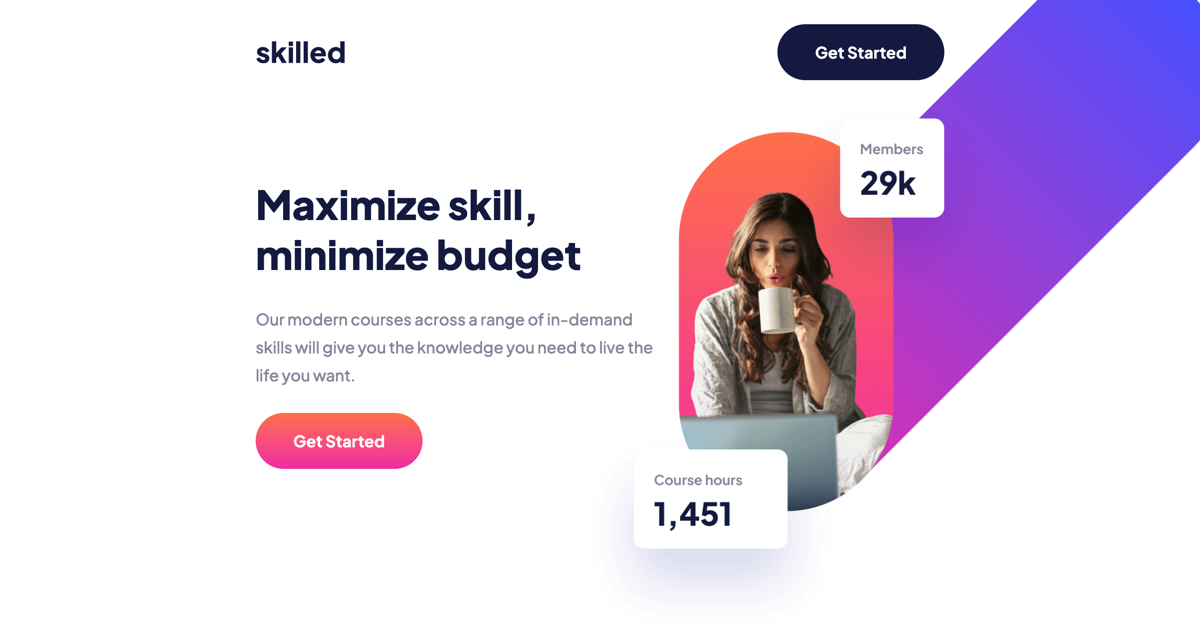 skilled
Get Started
Members
29k
Maximize skill,
minimize budget
Our modern courses across a range of in-demand
skills will give you the knowledge you need to live the
life you want.
Get Started
Course hours
1,451